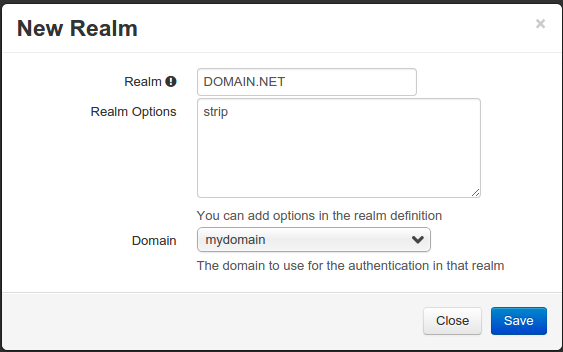 New Realm
×
Realm
DOMAIN.NET
Realm Options
strip
You can add options in the realm definition
Domain
mydomain
The domain to use for the authentication in that realm
Close
Save